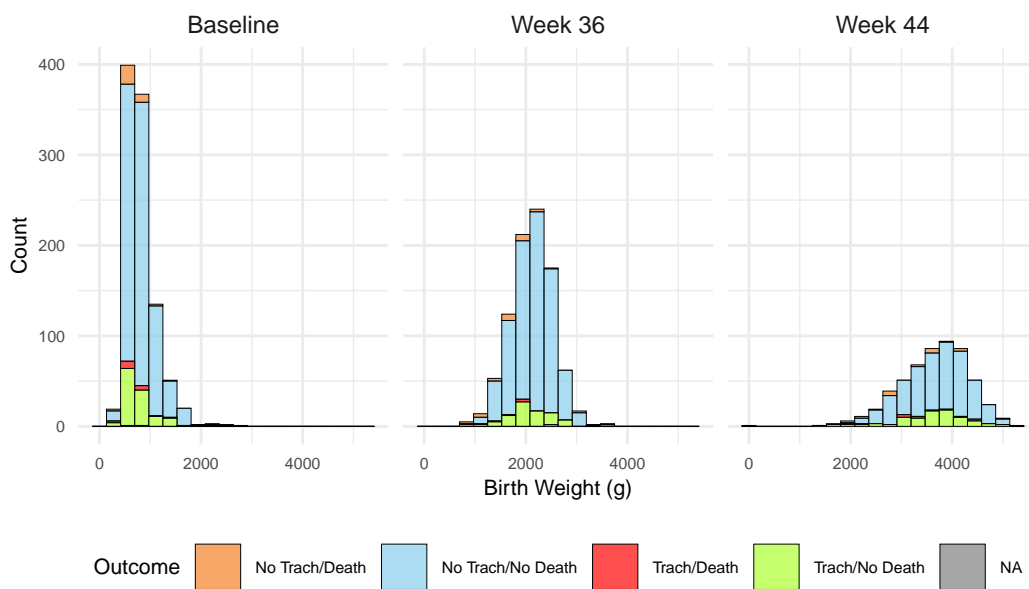 Baseline Week 36 Week 44
400
300
200
100
0
Count
0 2000 4000 0 2000 4000 0 2000 4000
Birth Weight (g)
Outcome No Trach/Death No Trach/No Death Trach/Death Trach/No Death NA